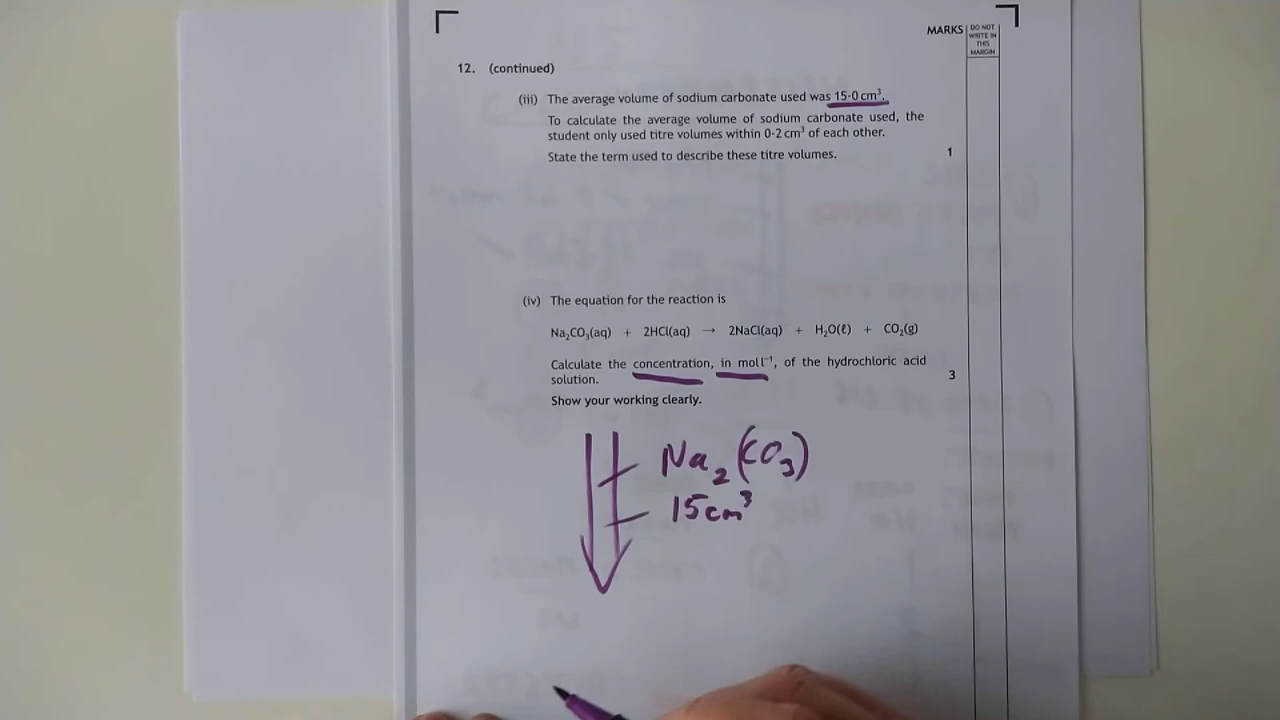 MARKS
DO NOT
WRITE IN
THIS
MARGIN
12. (continued)
(iii) The average volume of sodium carbonate used was 15·0 cm³.
To calculate the average volume of sodium carbonate used, the
student only used titre volumes within 0·2 cm³ of each other.
State the term used to describe these titre volumes. 1
(iv) The equation for the reaction is
Na₂CO₃(aq) + 2HCl(aq) → 2NaCl(aq) + H₂O(ℓ) + CO₂(g)
Calculate the concentration, in mol l⁻¹, of the hydrochloric acid
solution. 3
Show your working clearly.
Na₂(CO₃)
15cm³